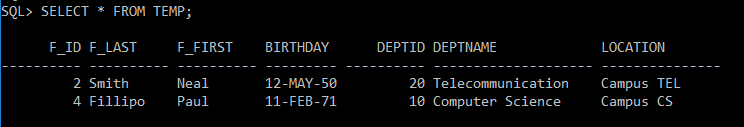 SQL> SELECT * FROM TEMP;
F_ID F_LAST F_FIRST BIRTHDAY DEPTID DEPTNAME LOCATION
---------- ---------- ---------- --------- ---------- -------------------- ---------------
2 Smith Neal 12-MAY-50 20 Telecommunication Campus TEL
4 Fillipo Paul 11-FEB-71 10 Computer Science Campus CS